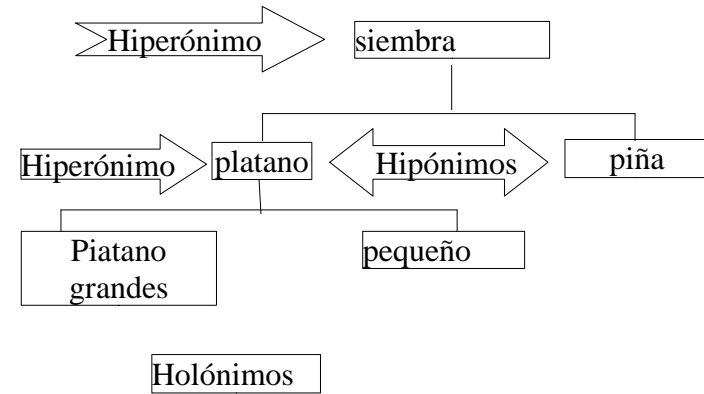 Hiperónimo
siembra
Hiperónimo
platano
Hipónimos
piña
Piatano
grandes
pequeño
Holónimos